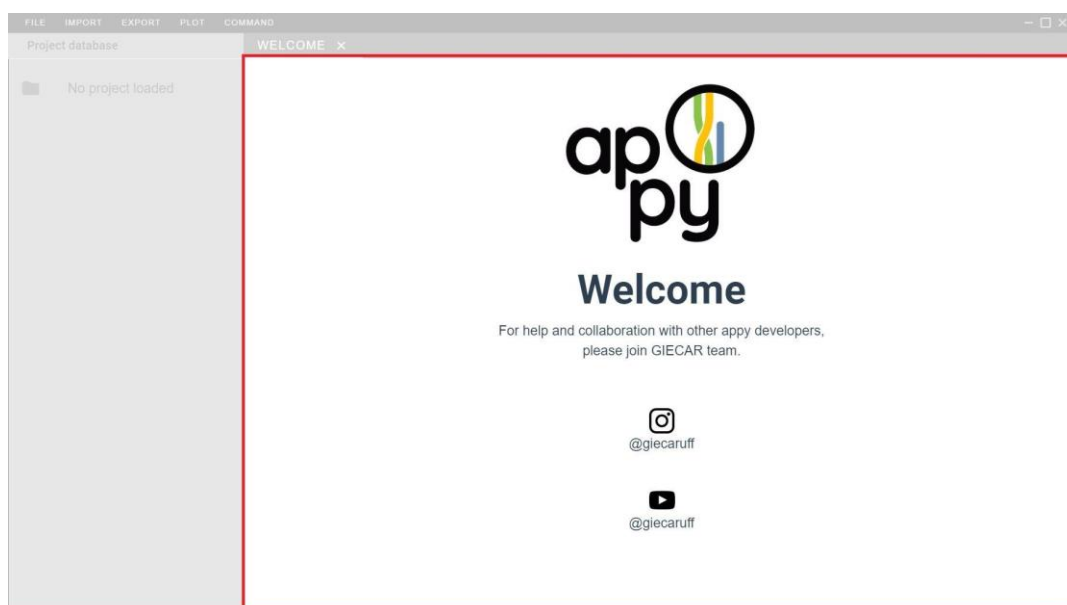 FILE IMPORT EXPORT PLOT COMMAND
Project database
WELCOME
No project loaded
ap
py
Welcome
For help and collaboration with other appy developers,
please join GIECAR team.
@giecaruff
@giecaruff